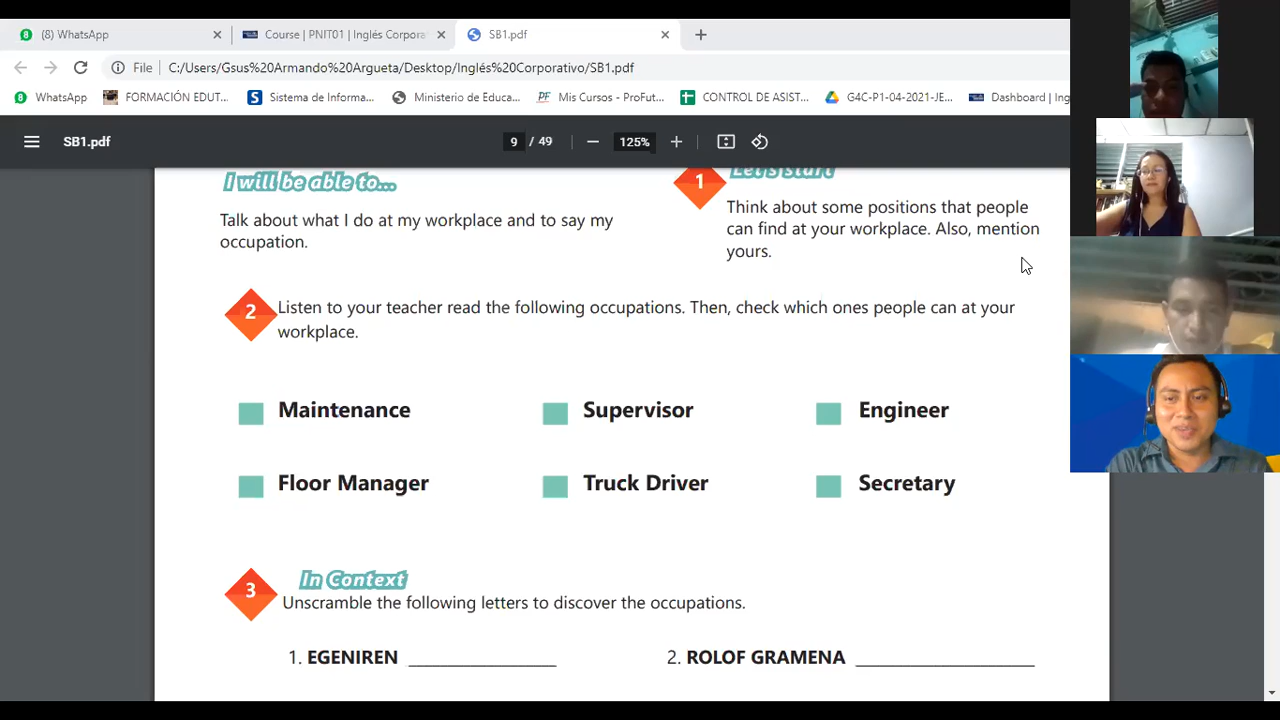 (8) WhatsApp
Course | PNIT01 | Inglés Corpora
SB1.pdf
File
C:/Users/Gsus%20Armando%20Argueta/Desktop/Inglés%20Corporativo/SB1.pdf
WhatsApp
FORMACIÓN EDUT...
Sistema de Informa...
Ministerio de Educa...
PF Mis Cursos - ProFut...
CONTROL DE ASIST...
G4C-P1-04-2021-JE...
Dashboard | Ing
SB1.pdf
9 / 49
125%
I will be able to...
Talk about what I do at my workplace and to say my
occupation.
1
Let's start
Think about some positions that people
can find at your workplace. Also, mention
yours.
2
Listen to your teacher read the following occupations. Then, check which ones people can at your
workplace.
Maintenance
Supervisor
Engineer
Floor Manager
Truck Driver
Secretary
3
In Context
Unscramble the following letters to discover the occupations.
1. EGENIREN ________________
2. ROLOF GRAMENA ____________________